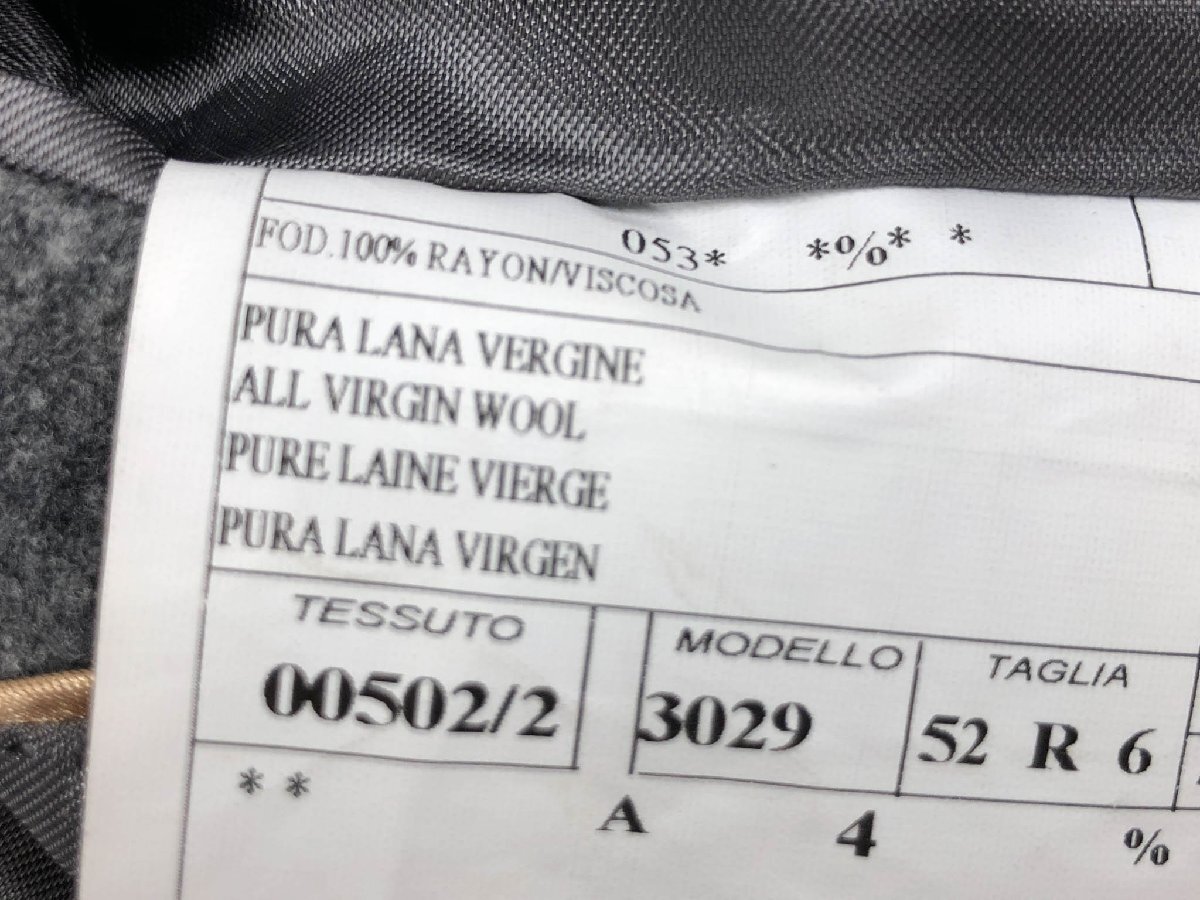 053* *%* *
FOD.100% RAYON/VISCOSA
PURA LANA VERGINE
ALL VIRGIN WOOL
PURE LAINE VIERGE
PURA LANA VIRGEN
TESSUTO MODELLO TAGLIA
00502/2 3029 52 R 6
* * A 4 %